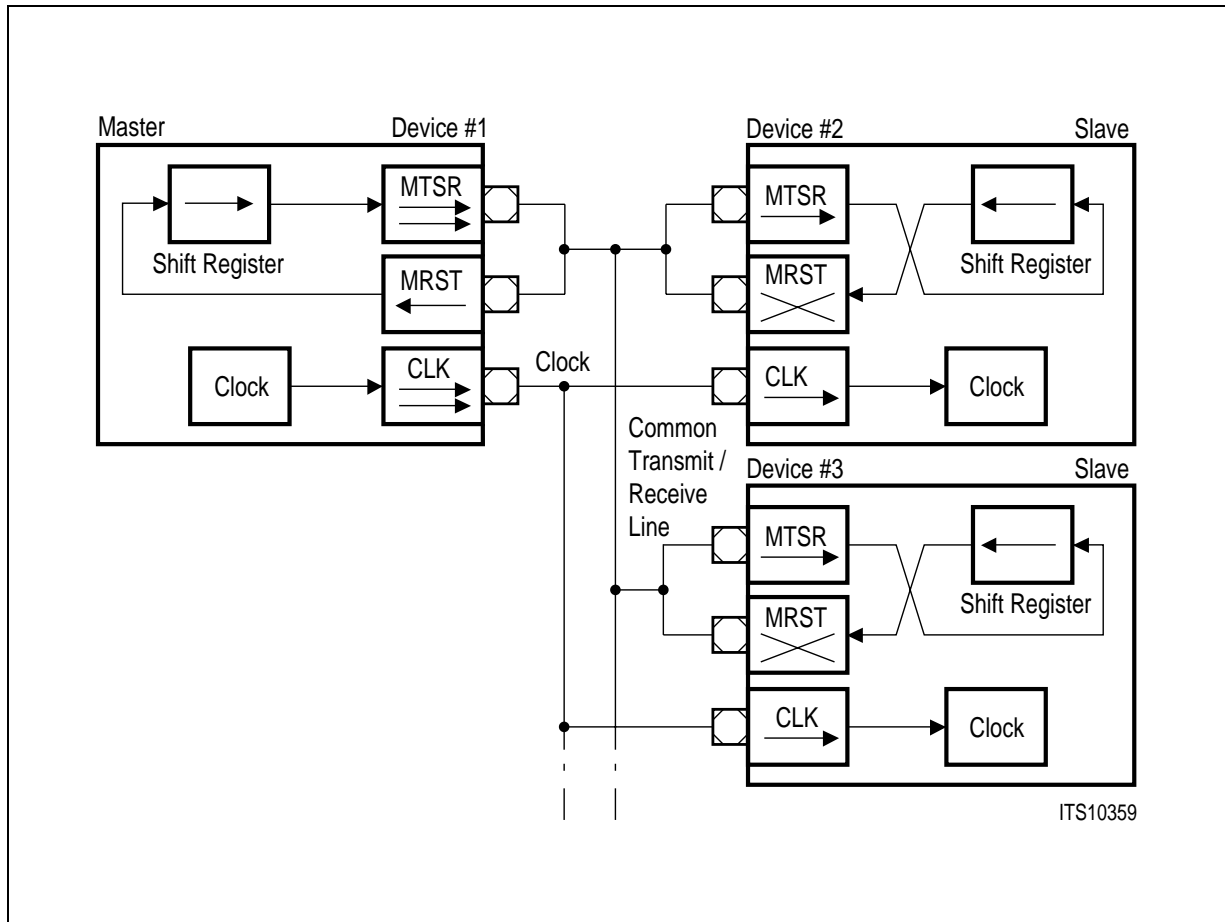 Master Device #1
MTSR
Shift Register
MRST
Clock
CLK
Clock
Common
Transmit /
Receive
Line
Device #2 Slave
MTSR
MRST
Shift Register
CLK
Clock
Device #3 Slave
MTSR
MRST
Shift Register
CLK
Clock
ITS10359